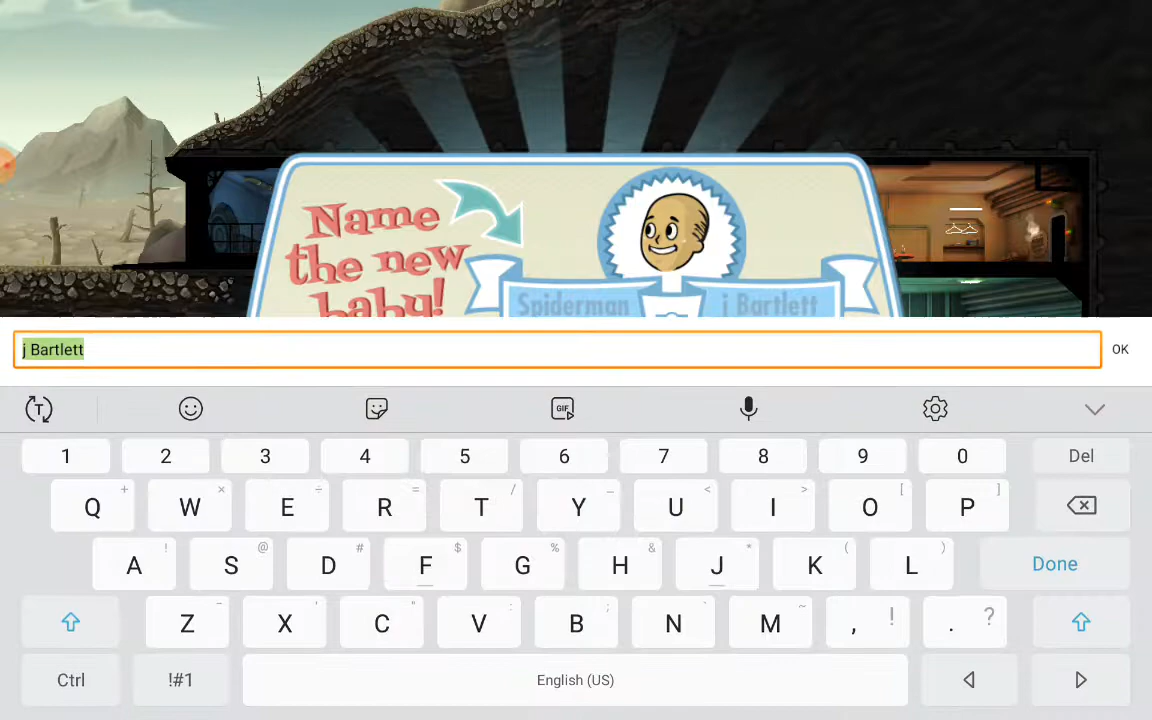 Name
the new
baby!
Spiderman j Bartlett
j Bartlett OK
T GIF
1 2 3 4 5 6 7 8 9 0 Del
+ × ÷ = / _ < > [ ]
Q W E R T Y U I O P
! @ # $ % & * ( )
A S D F G H J K L Done
- ' " : ; ` ~ ! ?
Z X C V B N M , .
Ctrl !#1 English (US)